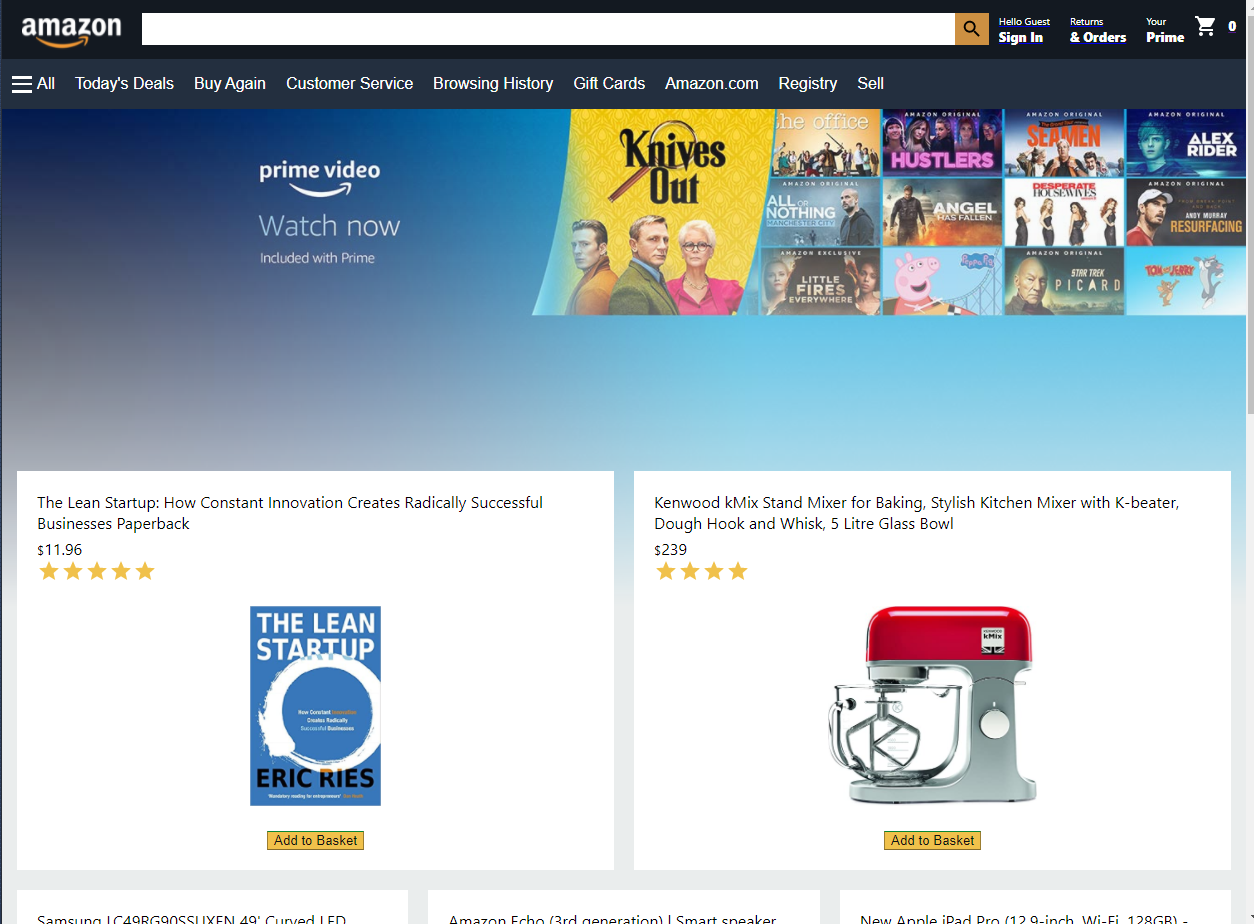 amazon
Hello Guest
Sign In
Returns
& Orders
Your
Prime
0
All Today's Deals Buy Again Customer Service Browsing History Gift Cards Amazon.com Registry Sell
prime video
Watch now
Included with Prime
Knives
Out
the office
AMAZON ORIGINAL
HUSTLERS
AMAZON ORIGINAL
SEAMEN
AMAZON ORIGINAL
ALEX
RIDER
AMAZON ORIGINAL
ALL OR
NOTHING
MANCHESTER CITY
ANGEL
HAS FALLEN
DESPERATE
HOUSEWIVES
AMAZON ORIGINAL
ANDY MURRAY
RESURFACING
AMAZON EXCLUSIVE
LITTLE
FIRES
EVERYWHERE
Peppa Pig
AMAZON ORIGINAL
STAR TREK
PICARD
TOM AND JERRY
The Lean Startup: How Constant Innovation Creates Radically Successful
Businesses Paperback
$11.96
THE LEAN
STARTUP
How Constant Innovation
Creates Radically
Successful Businesses
ERIC RIES
'Mandatory reading for entrepreneurs'
Add to Basket
Kenwood kMix Stand Mixer for Baking, Stylish Kitchen Mixer with K-beater,
Dough Hook and Whisk, 5 Litre Glass Bowl
$239
KENWOOD
kMix
Add to Basket
Samsung LC49RG90SSUXEN 49' Curved LED
Amazon Echo (3rd generation) | Smart speaker
New Apple iPad Pro (12.9-inch, Wi-Fi, 128GB) -